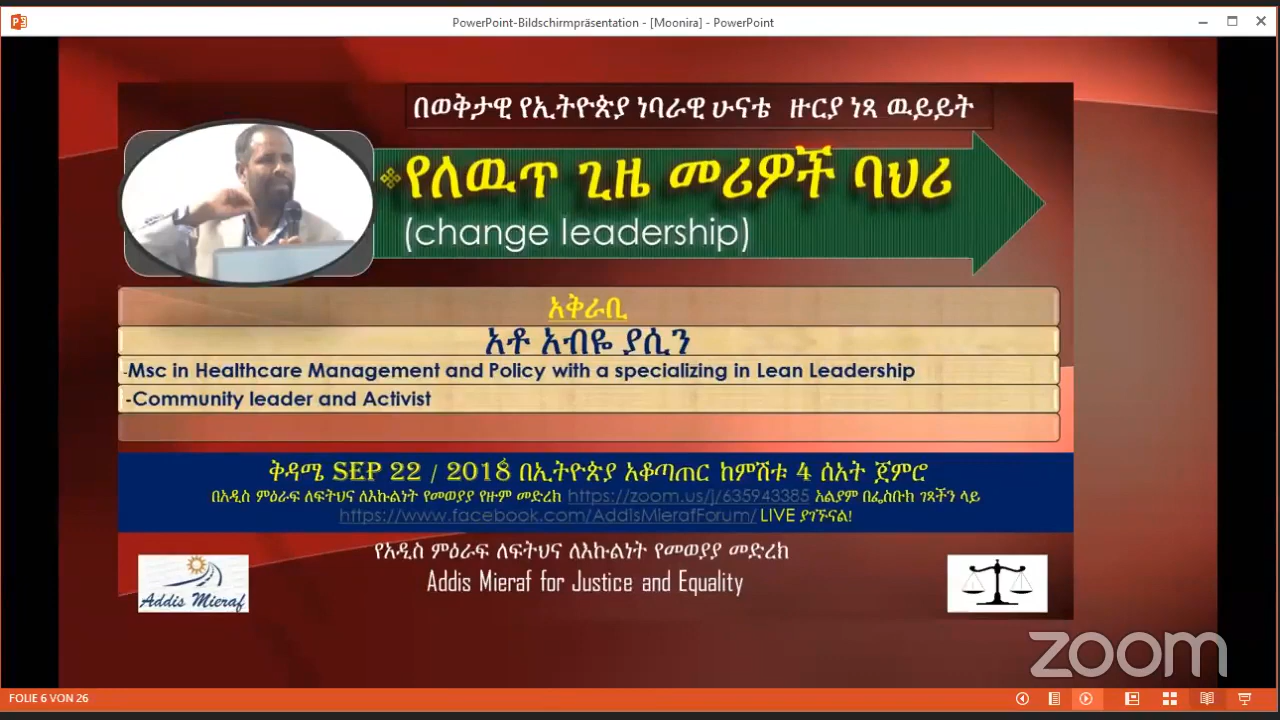 PowerPoint-Bildschirmpräsentation - [Moonira] - PowerPoint
በወቅታዊ የኢትዮጵያ ነባራዊ ሁናቴ ዙርያ ነጻ ዉይይት
የለዉጥ ጊዜ መሪዎች ባህሪ
(change leadership)
አቅራቢ
አቶ አብዬ ያሲን
-Msc in Healthcare Management and Policy with a specializing in Lean Leadership
-Community leader and Activist
ቅዳሜ SEP 22 / 2018 በኢትዮጵያ አቆጣጠር ከምሽቱ 4 ሰአት ጀምሮ
በአዲስ ምዕራፍ ለፍትህና ለእኩልነት የመወያያ የዙም መድረክ https://zoom.us/j/635943385 አልያም በፌስቡክ ገጻችን ላይ
https://www.facebook.com/AddisMierafForum/ LIVE ያገኙናል!
የአዲስ ምዕራፍ ለፍትህና ለእኩልነት የመወያያ መድረክ
Addis Mieraf for Justice and Equality
Addis Mieraf
zoom
FOLIE 6 VON 26